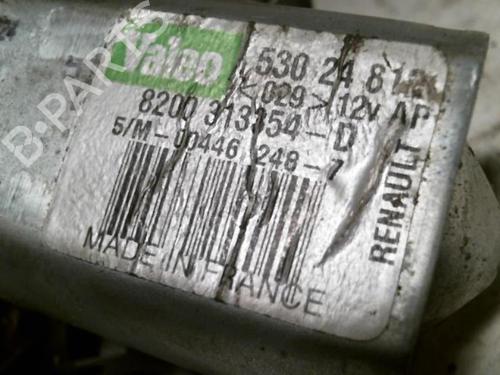 Valeo
530 24 812
<029> 12V AP
8200 313354-D
5/M-00446 248-7
RENAULT
MADE IN FRANCE
B-PARTS